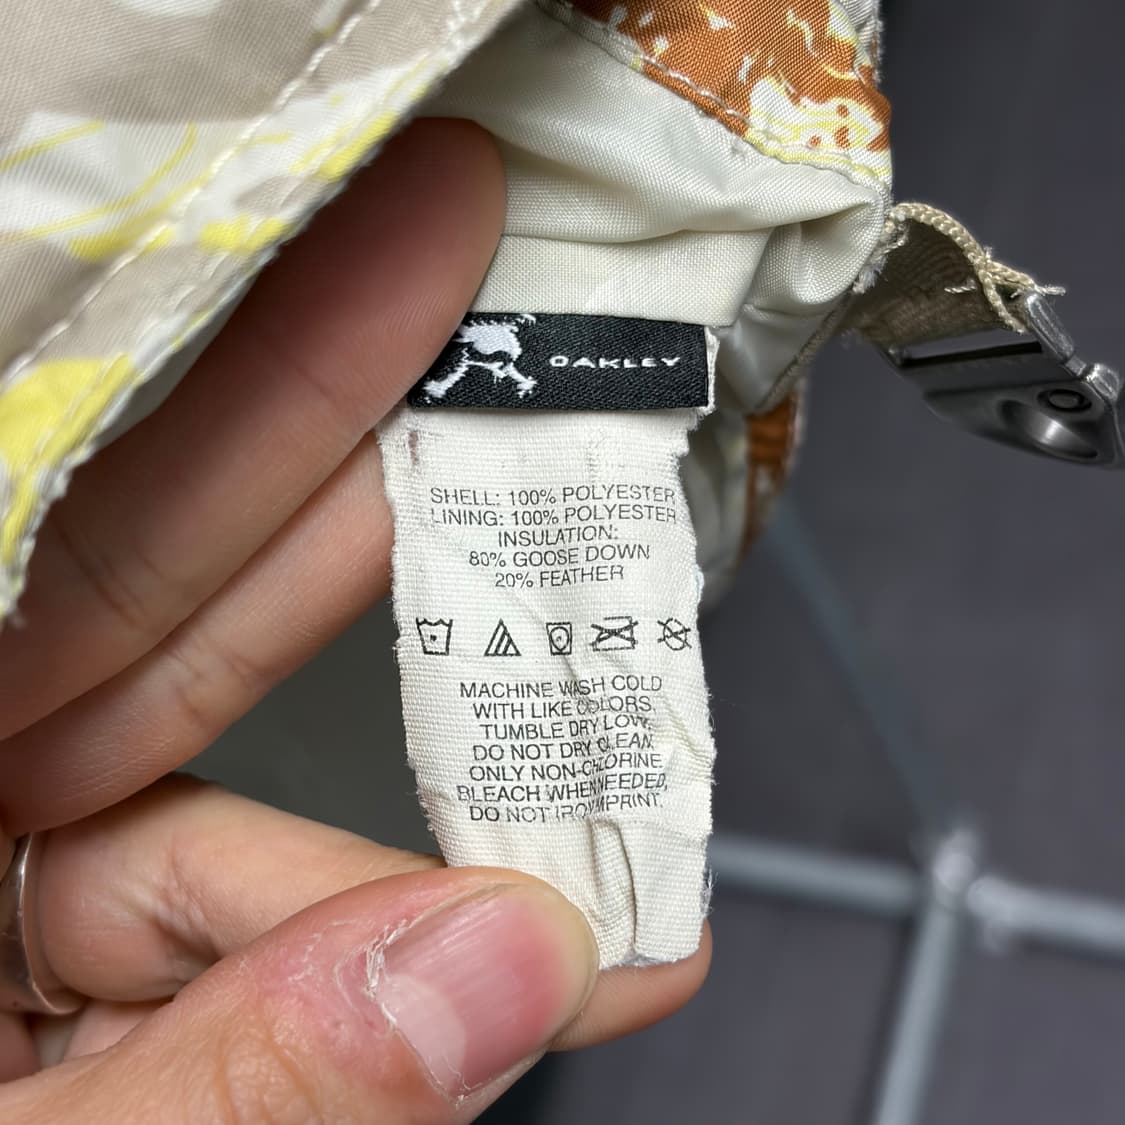 OAKLEY
SHELL: 100% POLYESTER
LINING: 100% POLYESTER
INSULATION:
80% GOOSE DOWN
20% FEATHER
MACHINE WASH COLD
WITH LIKE COLORS,
TUMBLE DRY LOW,
DO NOT DRY CLEAN,
ONLY NON-CHLORINE
BLEACH WHEN NEEDED,
DO NOT IRON IMPRINT.